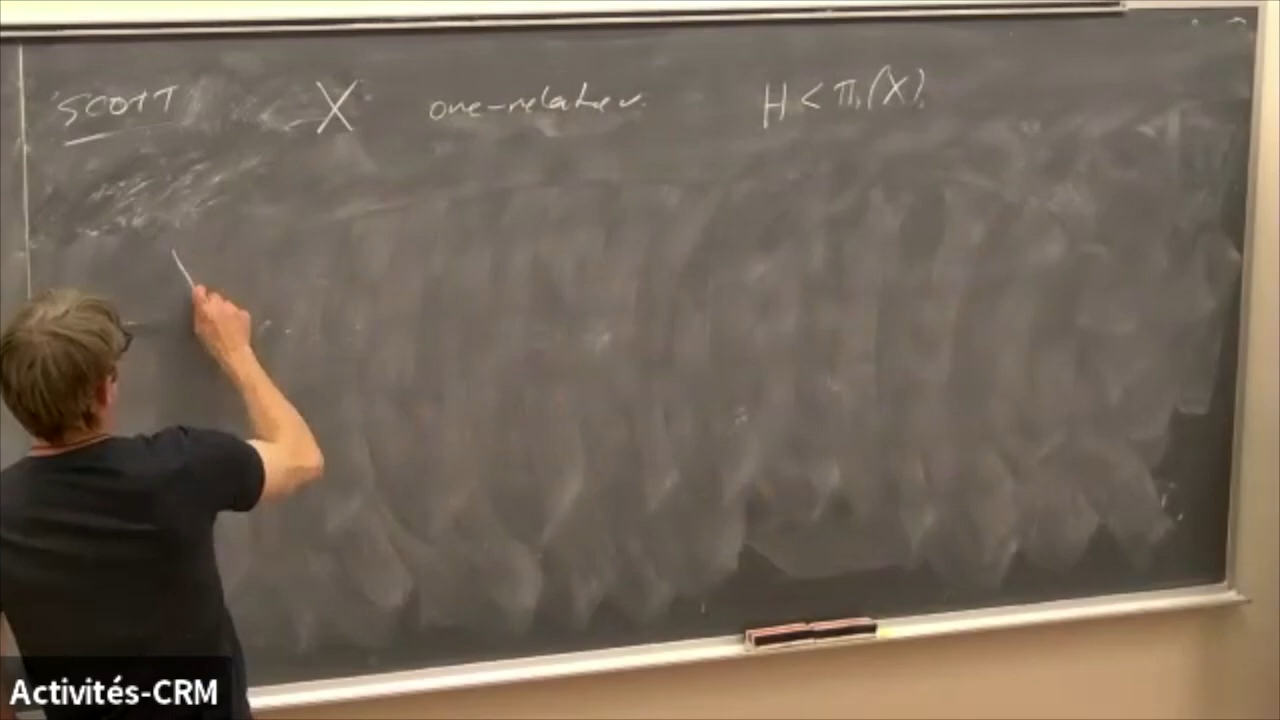 SCOTT X one-relator. H < π₁(X),
Activités-CRM